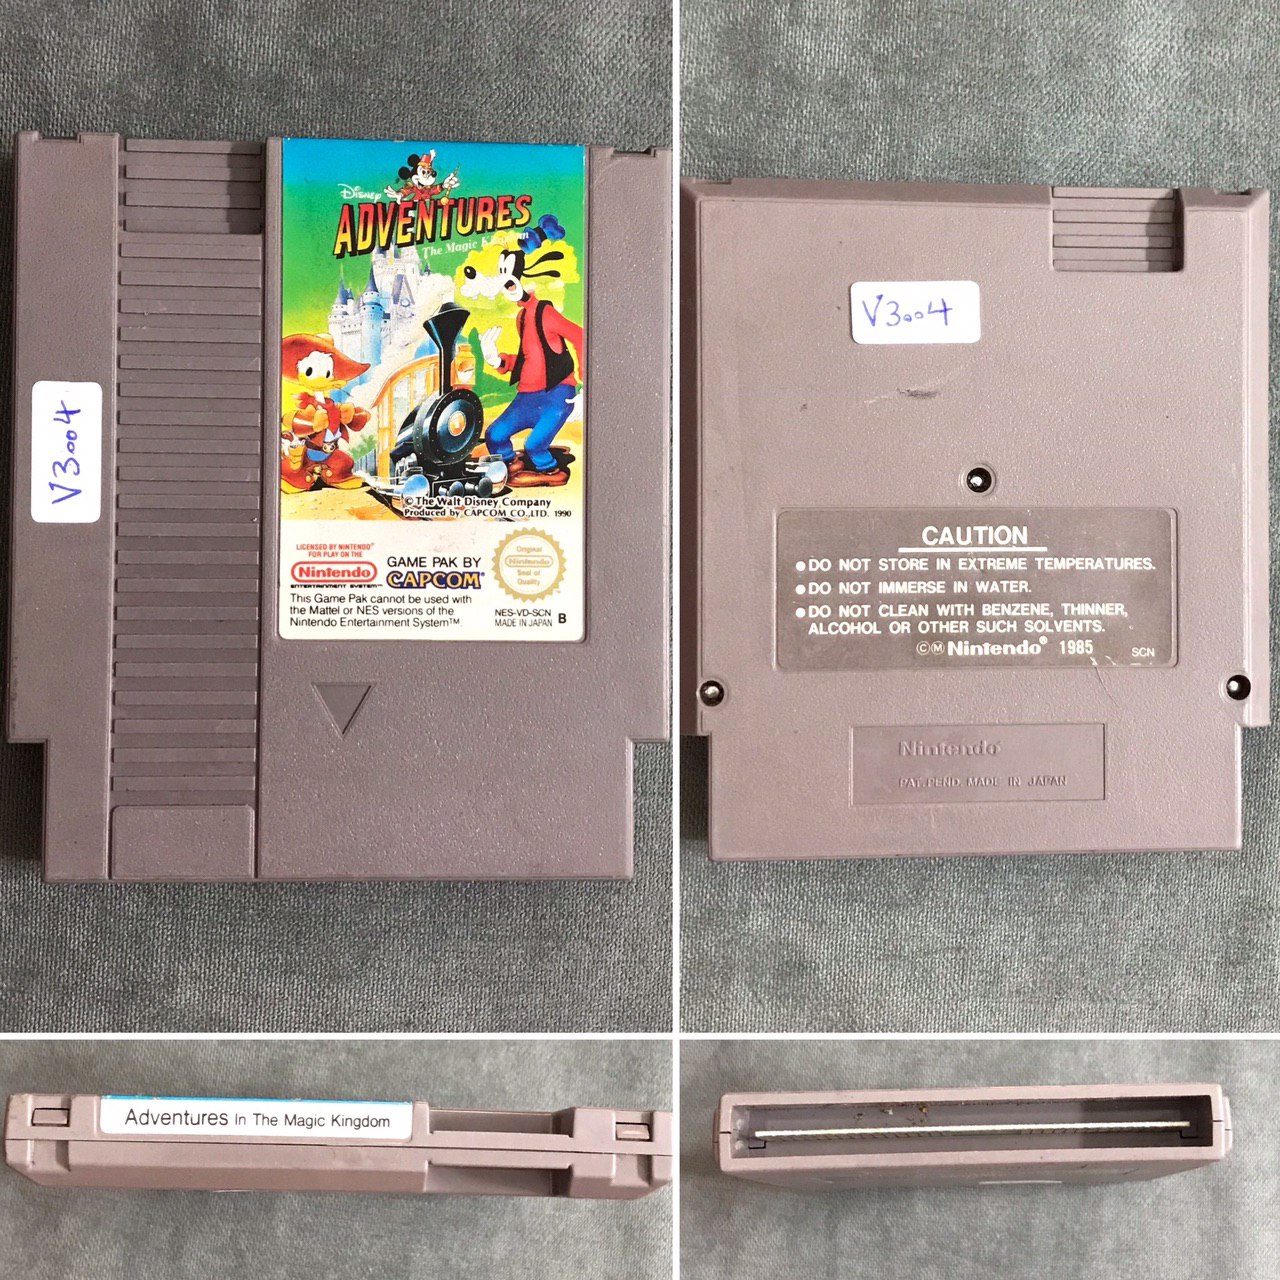 V3004
Disney
ADVENTURES
In The Magic Kingdom
© The Walt Disney Company
Produced by CAPCOM CO.,LTD. 1990
LICENSED BY NINTENDO®
FOR PLAY ON THE
Nintendo
ENTERTAINMENT SYSTEM™
GAME PAK BY
CAPCOM®
Original
Nintendo
Seal of
Quality
This Game Pak cannot be used with
the Mattel or NES versions of the
Nintendo Entertainment System™.
NES-VD-SCN
MADE IN JAPAN B
V3004
CAUTION
●DO NOT STORE IN EXTREME TEMPERATURES.
●DO NOT IMMERSE IN WATER.
●DO NOT CLEAN WITH BENZENE, THINNER,
ALCOHOL OR OTHER SUCH SOLVENTS.
©Ⓜ Nintendo® 1985
SCN
Nintendo®
PAT. PEND. MADE IN JAPAN
Adventures In The Magic Kingdom